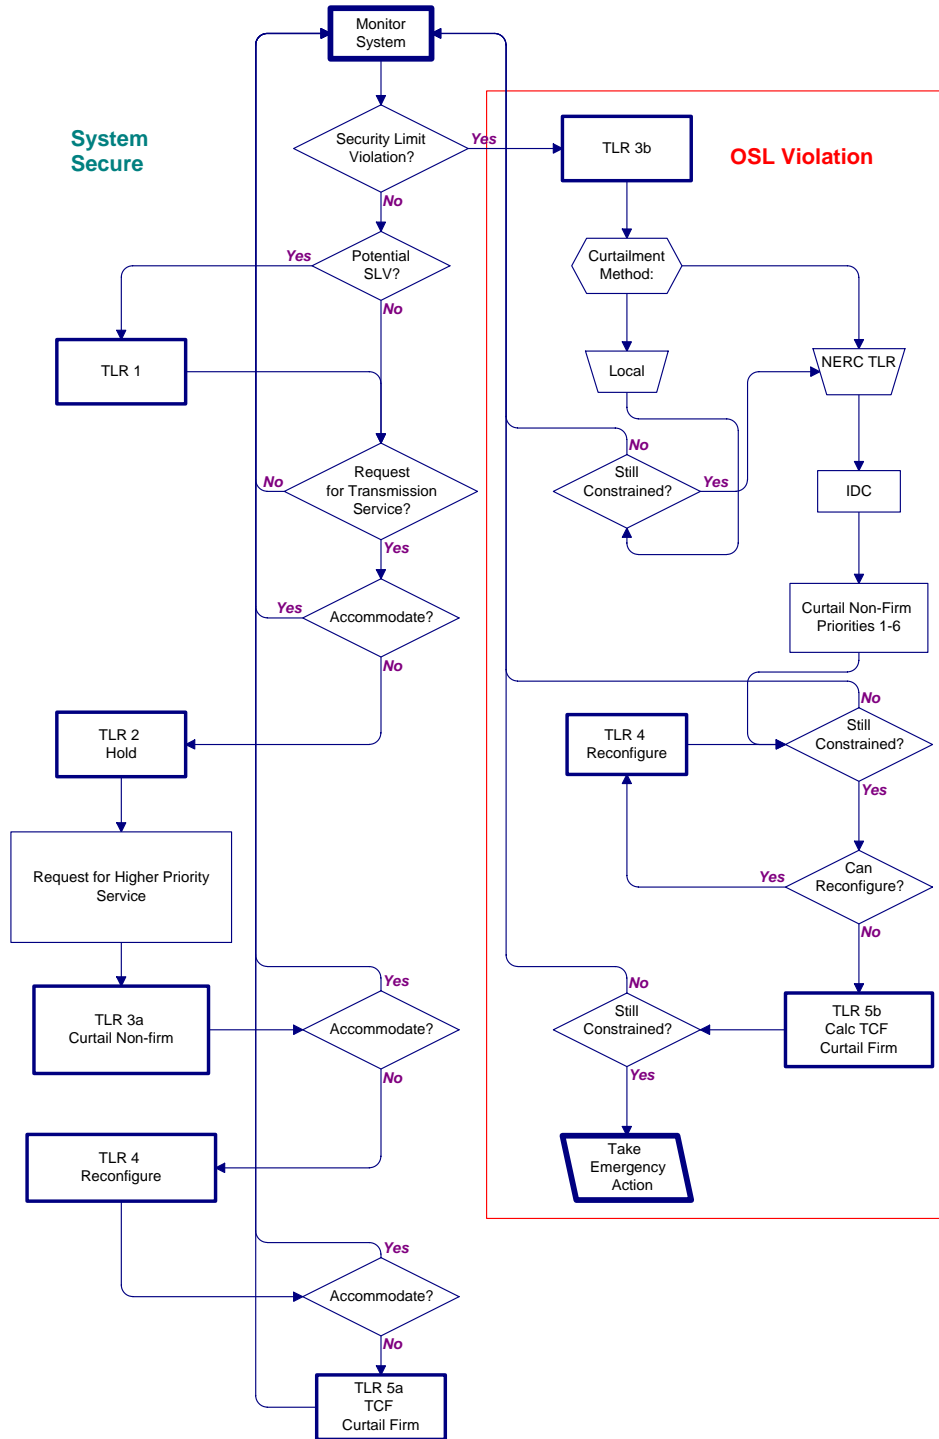 Monitor
System
System
Secure
Security Limit
Violation?
Yes
No
TLR 3b
OSL Violation
Potential
SLV?
Yes
No
Curtailment
Method:
TLR 1
Local
NERC TLR
Request
for Transmission
Service?
No
Yes
No
Still
Constrained?
Yes
IDC
Accommodate?
Yes
No
Curtail Non-Firm
Priorities 1-6
TLR 2
Hold
TLR 4
Reconfigure
No
Still
Constrained?
Yes
Request for Higher Priority
Service
Can
Reconfigure?
Yes
No
TLR 3a
Curtail Non-firm
Yes
Accommodate?
No
No
Still
Constrained?
Yes
TLR 5b
Calc TCF
Curtail Firm
TLR 4
Reconfigure
Take
Emergency
Action
Yes
Accommodate?
No
TLR 5a
TCF
Curtail Firm